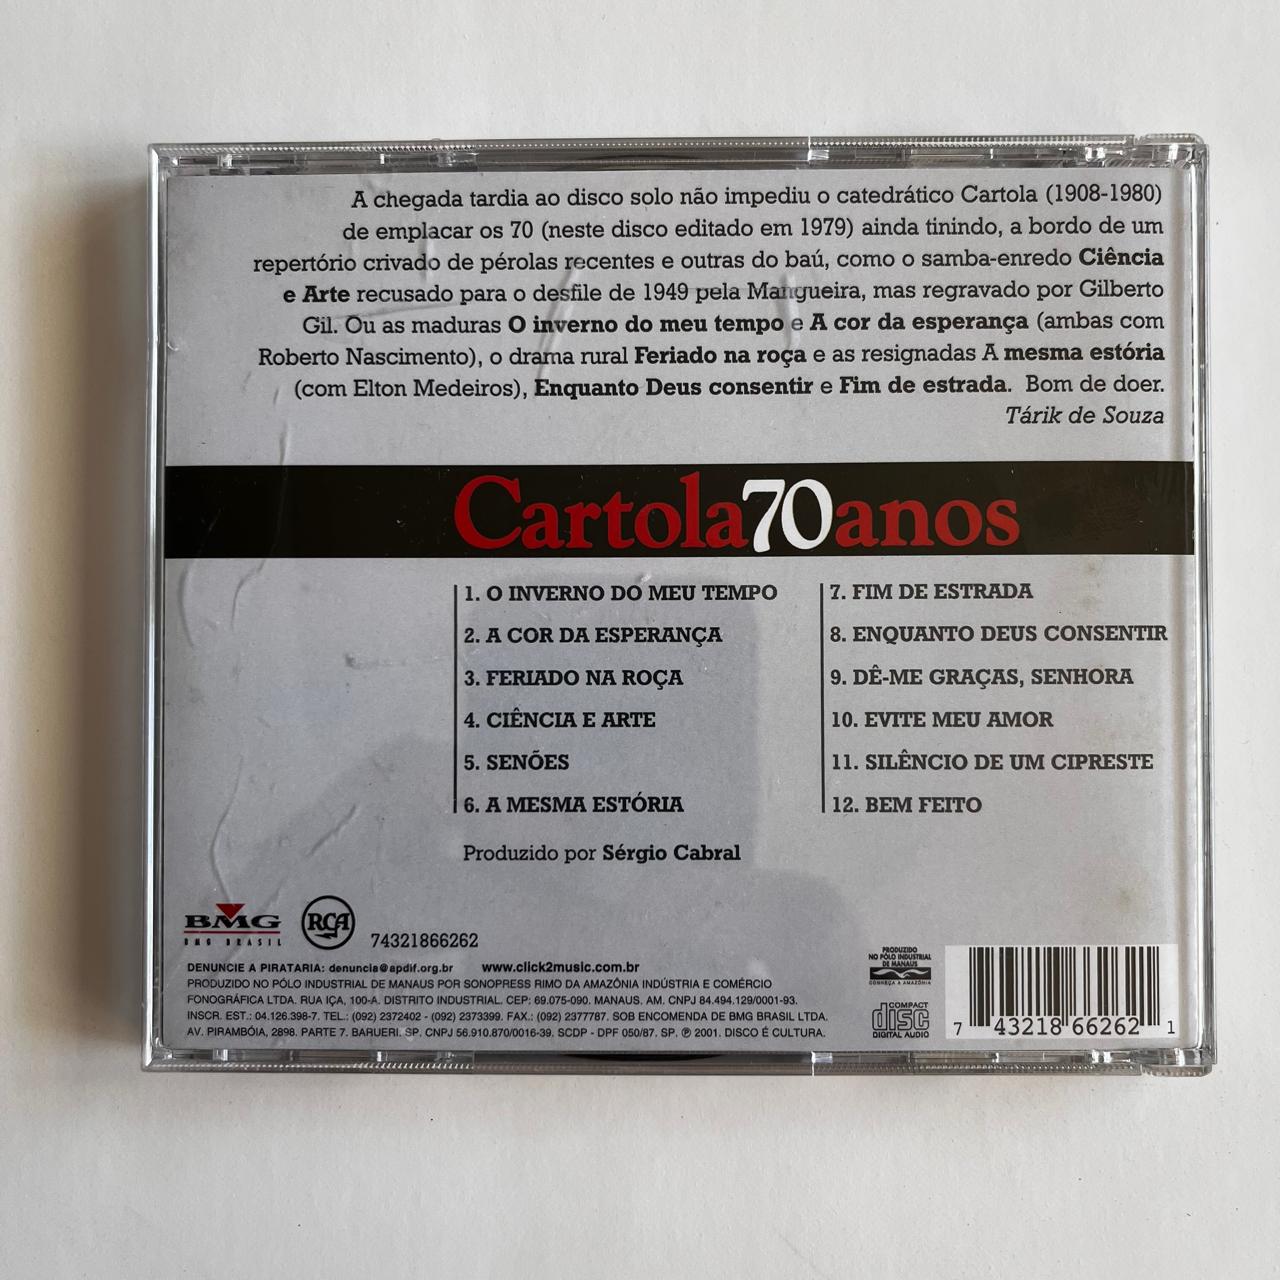 A chegada tardia ao disco solo não impediu o catedrático Cartola (1908-1980)
de emplacar os 70 (neste disco editado em 1979) ainda tinindo, a bordo de um
repertório crivado de pérolas recentes e outras do baú, como o samba-enredo Ciência
e Arte recusado para o desfile de 1949 pela Mangueira, mas regravado por Gilberto
Gil. Ou as maduras O inverno do meu tempo e A cor da esperança (ambas com
Roberto Nascimento), o drama rural Feriado na roça e as resignadas A mesma estória
(com Elton Medeiros), Enquanto Deus consentir e Fim de estrada. Bom de doer.
Tárik de Souza
Cartola70anos
1. O INVERNO DO MEU TEMPO
2. A COR DA ESPERANÇA
3. FERIADO NA ROÇA
4. CIÊNCIA E ARTE
5. SENÕES
6. A MESMA ESTÓRIA
7. FIM DE ESTRADA
8. ENQUANTO DEUS CONSENTIR
9. DÊ-ME GRAÇAS, SENHORA
10. EVITE MEU AMOR
11. SILÊNCIO DE UM CIPRESTE
12. BEM FEITO
Produzido por Sérgio Cabral
BMG
BMG BRASIL
RCA
74321866262
DENUNCIE A PIRATARIA: denuncia@apdif.org.br www.click2music.com.br
PRODUZIDO NO PÓLO INDUSTRIAL DE MANAUS POR SONOPRESS RIMO DA AMAZÔNIA INDÚSTRIA E COMÉRCIO
FONOGRÁFICA LTDA. RUA IÇA, 100-A. DISTRITO INDUSTRIAL. CEP: 69.075-090. MANAUS. AM. CNPJ 84.494.129/0001-93.
INSCR. EST.: 04.126.398-7. TEL.: (092) 2372402 - (092) 2373399. FAX.: (092) 2377787. SOB ENCOMENDA DE BMG BRASIL LTDA.
AV. PIRAMBÓIA, 2898. PARTE 7. BARUERI. SP. CNPJ 56.910.870/0016-39. SCDP - DPF 050/87. SP. ℗ 2001. DISCO É CULTURA.
PRODUZIDO
NO PÓLO INDUSTRIAL
DE MANAUS
CONHEÇA A AMAZÔNIA
COMPACT
disc
DIGITAL AUDIO
7 43218 66262 1